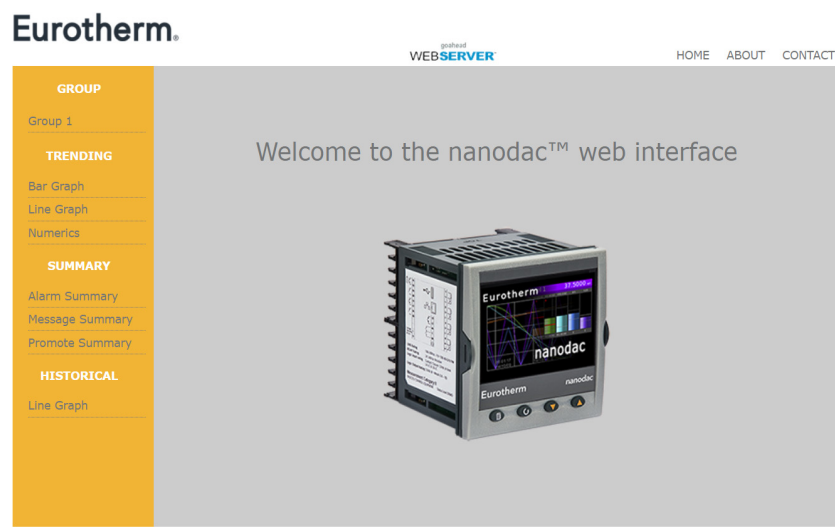 Eurotherm.
goahead
WEBSERVER
HOME ABOUT CONTACT
GROUP
Group 1
TRENDING
Bar Graph
Line Graph
Numerics
SUMMARY
Alarm Summary
Message Summary
Promote Summary
HISTORICAL
Line Graph
Welcome to the nanodac™ web interface
Eurotherm
37.5000
nanodac
Eurotherm
nanodac